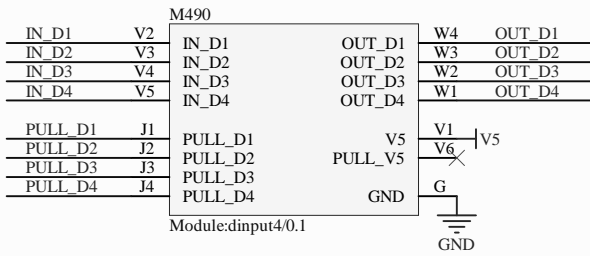 M490
IN_D1 V2 IN_D1 OUT_D1 W4 OUT_D1
IN_D2 V3 IN_D2 OUT_D2 W3 OUT_D2
IN_D3 V4 IN_D3 OUT_D3 W2 OUT_D3
IN_D4 V5 IN_D4 OUT_D4 W1 OUT_D4
PULL_D1 J1 PULL_D1 V5 V1 V5
PULL_D2 J2 PULL_D2 PULL_V5 V6
PULL_D3 J3 PULL_D3
PULL_D4 J4 PULL_D4 GND G
Module:dinput4/0.1
GND